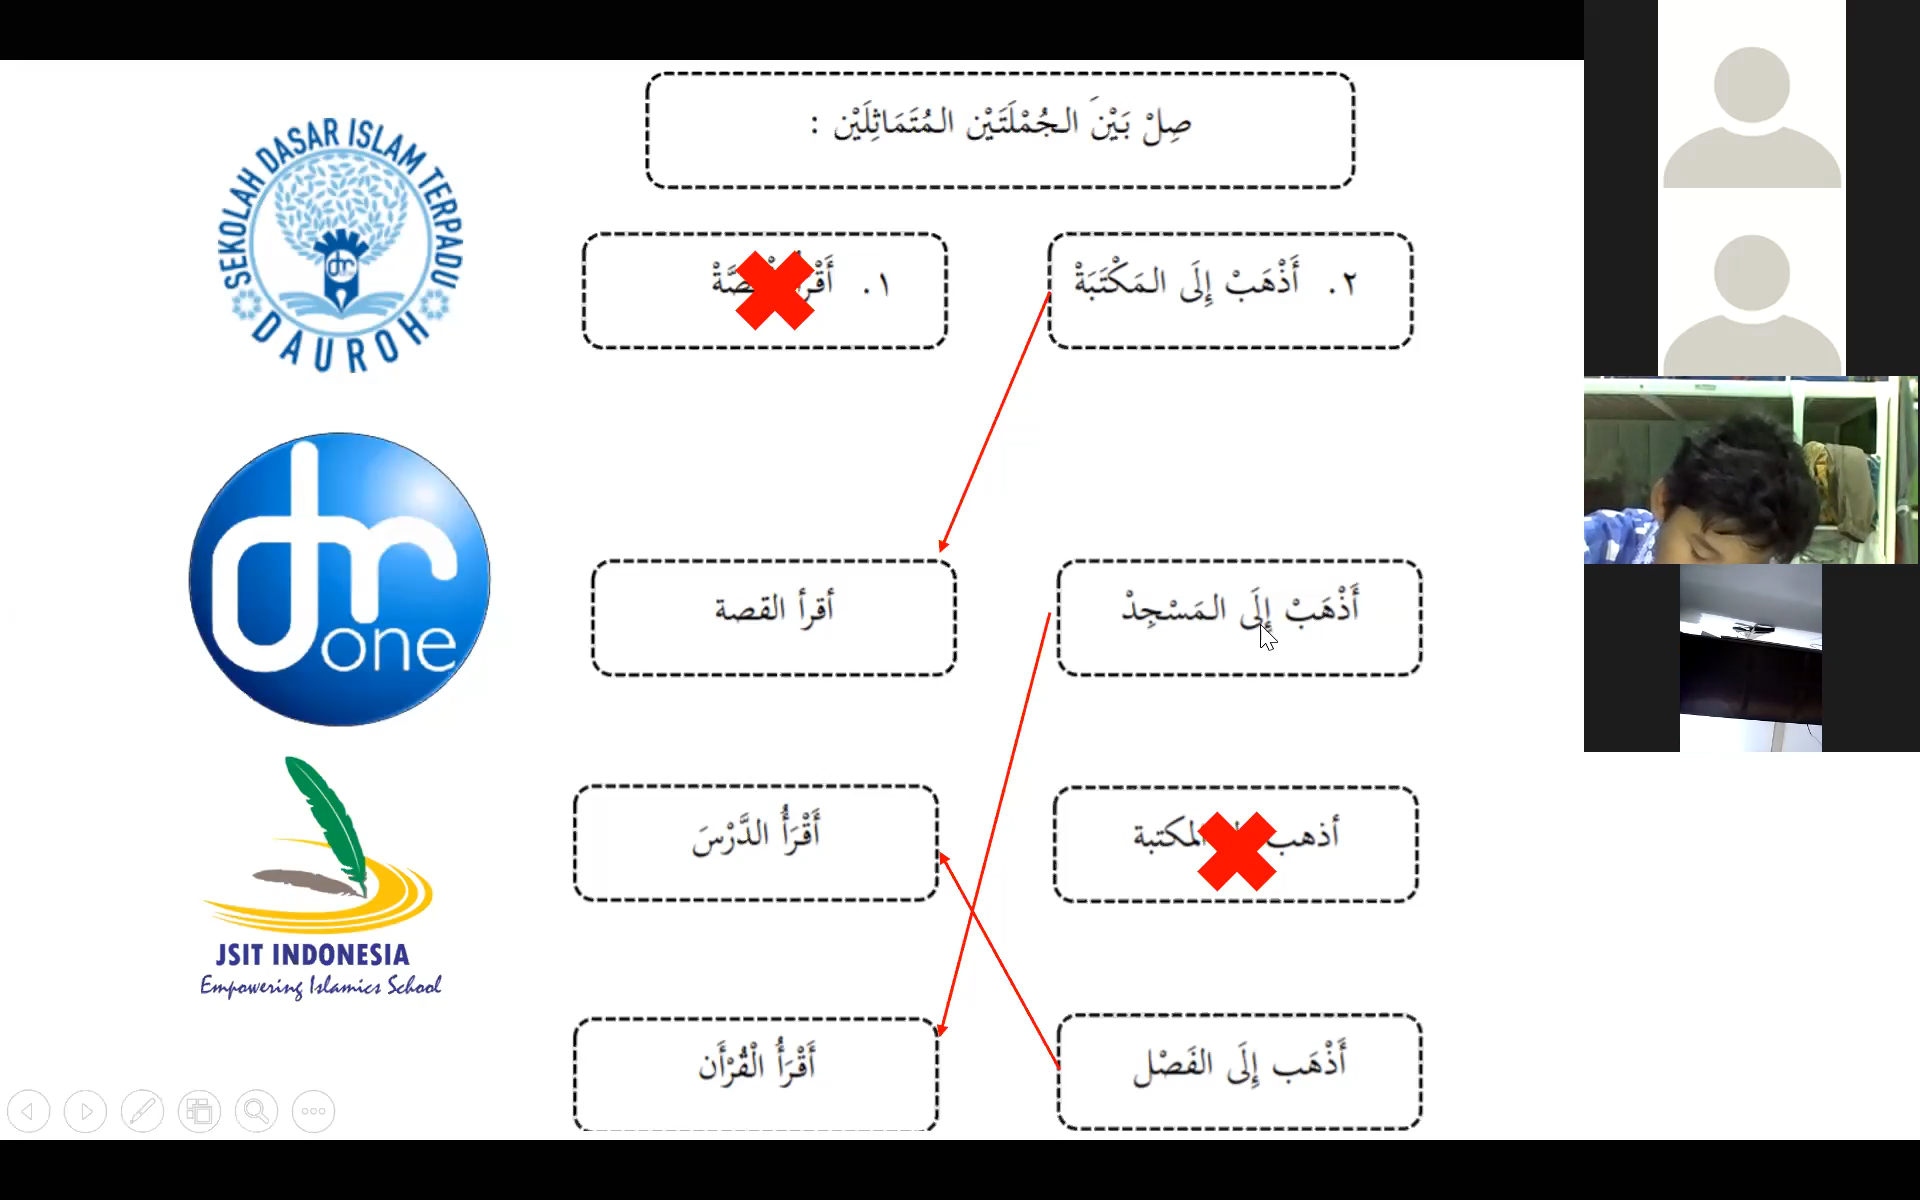 صِلْ بَيْنَ الجُمْلَتَيْن المُتَمَاثِلَيْن :
٢. أَذْهَبْ إِلَى المَكْتَبَةْ
١.
أَذْهَبْ إِلَى المَسْجِدْ
أقرأ القصة
أذهب المكتبة
أَقْرَأُ الدَّرْسَ
أَذْهَب إِلَى الفَصْل
أَقْرَأُ الْقُرْأَن
SEKOLAH DASAR ISLAM TERPADU
dr
DAUROH
dr
one
JSIT INDONESIA
Empowering Islamics School